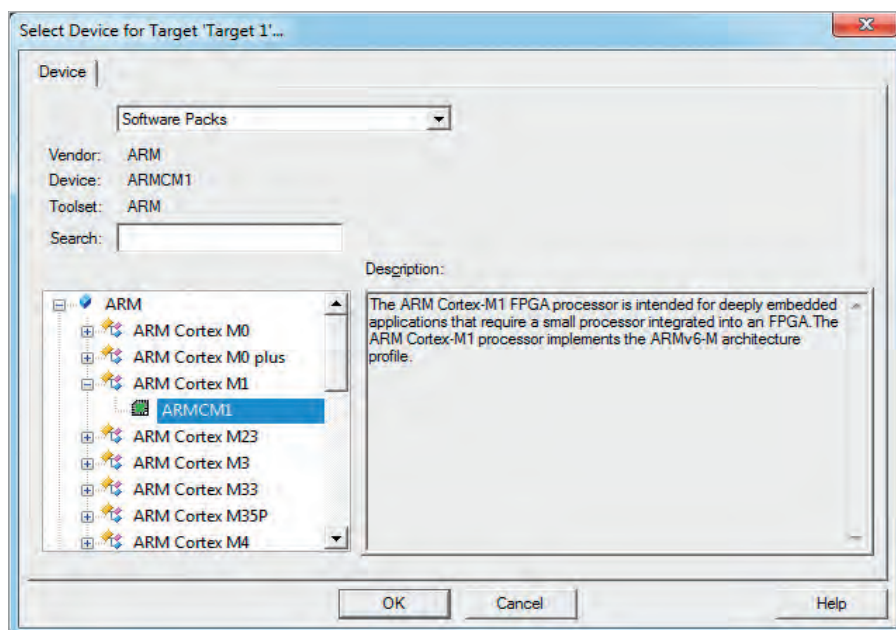 Select Device for Target 'Target 1'...
Device
Software Packs
Vendor: ARM
Device: ARMCM1
Toolset: ARM
Search:
Description:
ARM
ARM Cortex M0
ARM Cortex M0 plus
ARM Cortex M1
ARMCM1
ARM Cortex M23
ARM Cortex M3
ARM Cortex M33
ARM Cortex M35P
ARM Cortex M4
The ARM Cortex-M1 FPGA processor is intended for deeply embedded
applications that require a small processor integrated into an FPGA.The
ARM Cortex-M1 processor implements the ARMv6-M architecture
profile.
OK
Cancel
Help